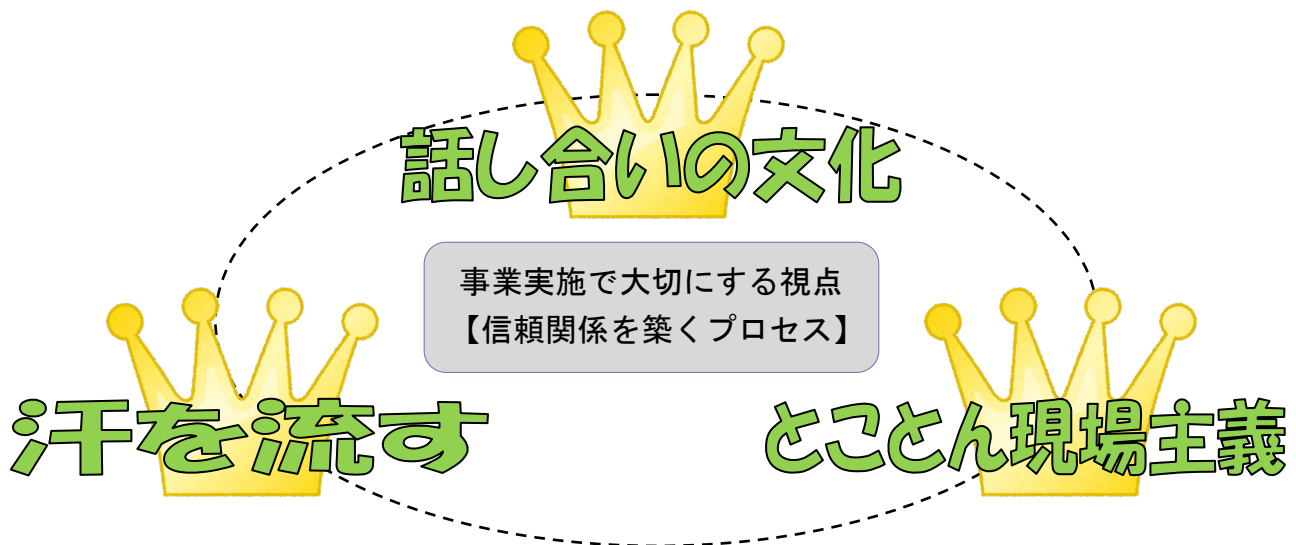 話し合いの文化
事業実施で大切にする視点
【信頼関係を築くプロセス】
汗を流す
とことん現場主義